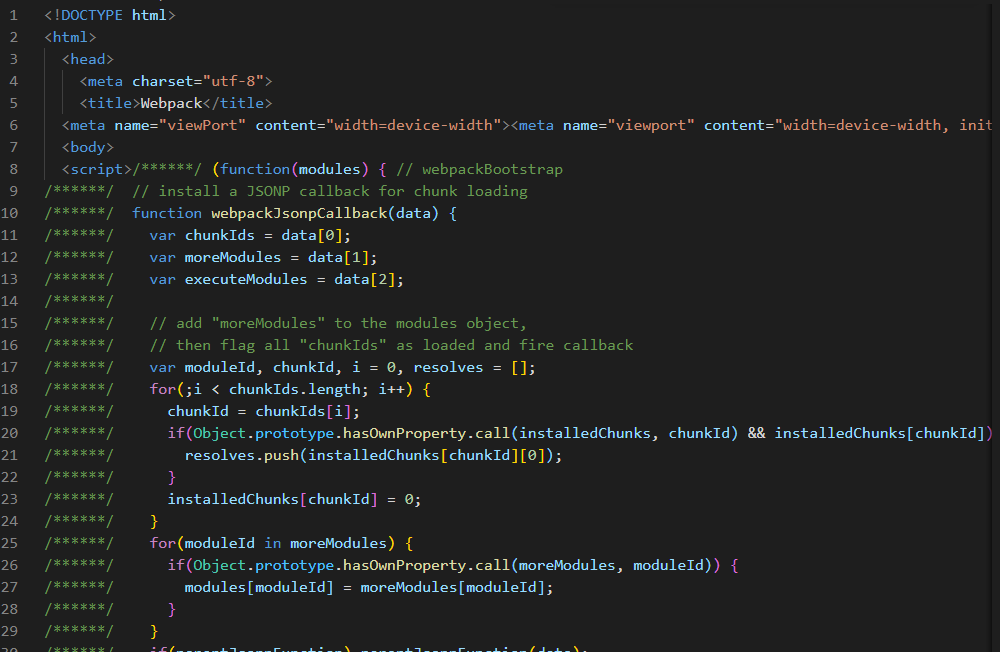 1 <!DOCTYPE html>
2 <html>
3 <head>
4 <meta charset="utf-8">
5 <title>Webpack</title>
6 <meta name="viewPort" content="width=device-width"><meta name="viewport" content="width=device-width, init
7 <body>
8 <script>/******/ (function(modules) { // webpackBootstrap
9 /******/ // install a JSONP callback for chunk loading
10 /******/ function webpackJsonpCallback(data) {
11 /******/ var chunkIds = data[0];
12 /******/ var moreModules = data[1];
13 /******/ var executeModules = data[2];
14 /******/
15 /******/ // add "moreModules" to the modules object,
16 /******/ // then flag all "chunkIds" as loaded and fire callback
17 /******/ var moduleId, chunkId, i = 0, resolves = [];
18 /******/ for(;i < chunkIds.length; i++) {
19 /******/ chunkId = chunkIds[i];
20 /******/ if(Object.prototype.hasOwnProperty.call(installedChunks, chunkId) && installedChunks[chunkId])
21 /******/ resolves.push(installedChunks[chunkId][0]);
22 /******/ }
23 /******/ installedChunks[chunkId] = 0;
24 /******/ }
25 /******/ for(moduleId in moreModules) {
26 /******/ if(Object.prototype.hasOwnProperty.call(moreModules, moduleId)) {
27 /******/ modules[moduleId] = moreModules[moduleId];
28 /******/ }
29 /******/ }
30 /******/ if(parentJsonpFunction) parentJsonpFunction(data);